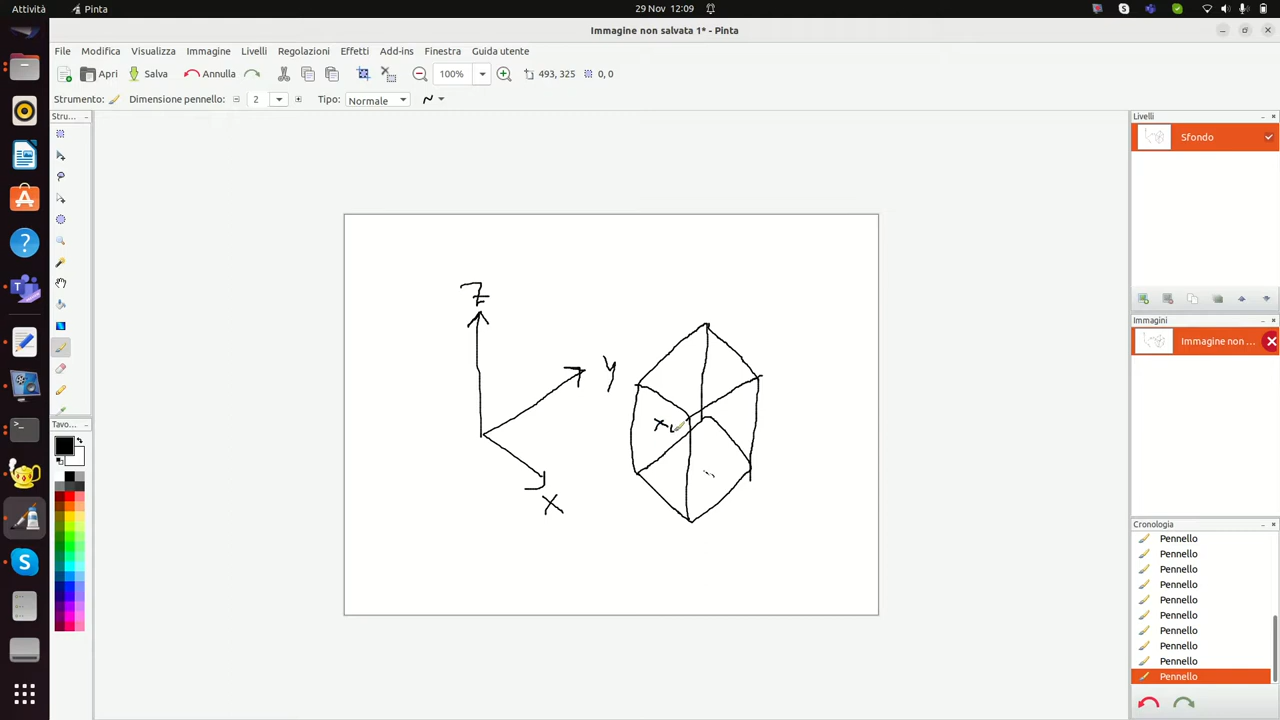 Attività Pinta 29 Nov 12:09
Immagine non salvata 1* - Pinta
File Modifica Visualizza Immagine Livelli Regolazioni Effetti Add-ins Finestra Guida utente
Apri Salva Annulla 100% 493, 325 0, 0
Strumento: Dimensione pennello: 2 Tipo: Normale
Stru...
Livelli
Sfondo
z
y
x
x
Immagini
Immagine non ...
Tavo...
Cronologia
Pennello
Pennello
Pennello
Pennello
Pennello
Pennello
Pennello
Pennello
Pennello
Pennello